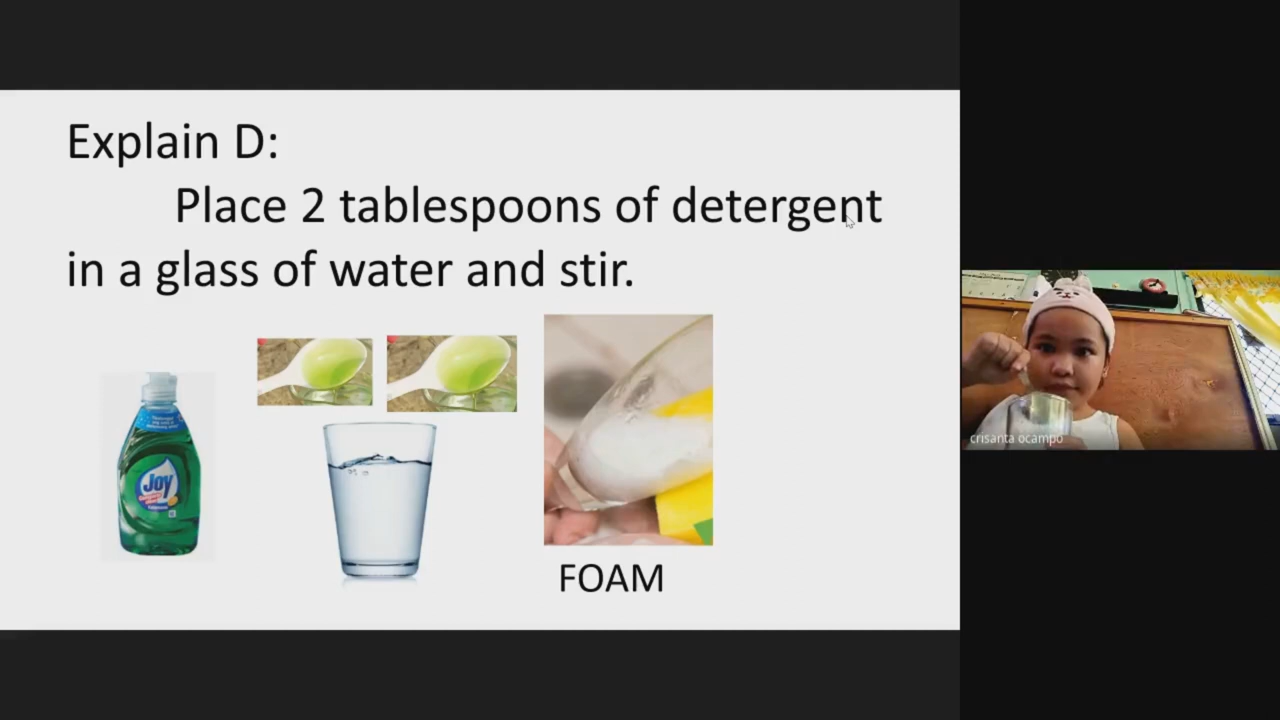 Explain D:
Place 2 tablespoons of detergent
in a glass of water and stir.
Joy
FOAM
crisanta ocampo